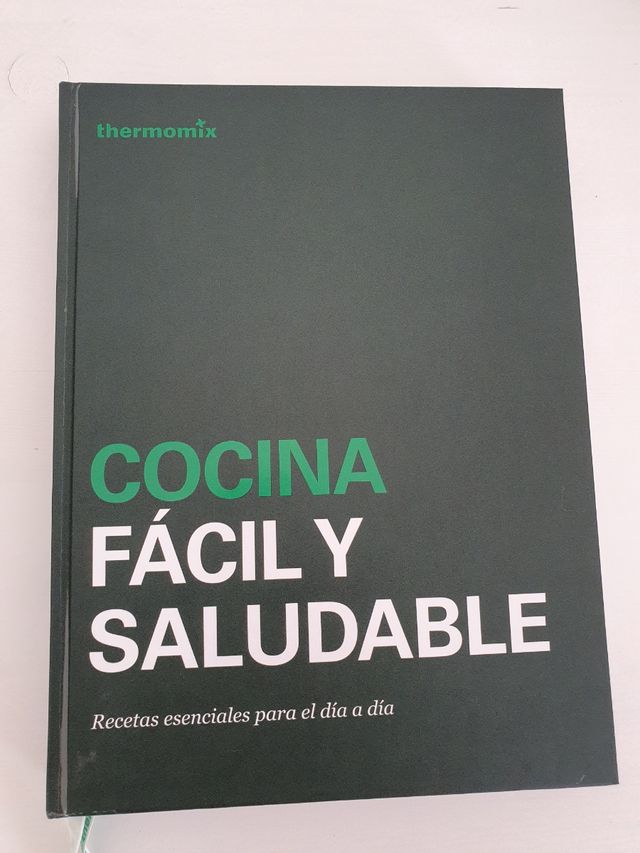 thermomix
COCINA
FÁCIL Y
SALUDABLE
Recetas esenciales para el día a día